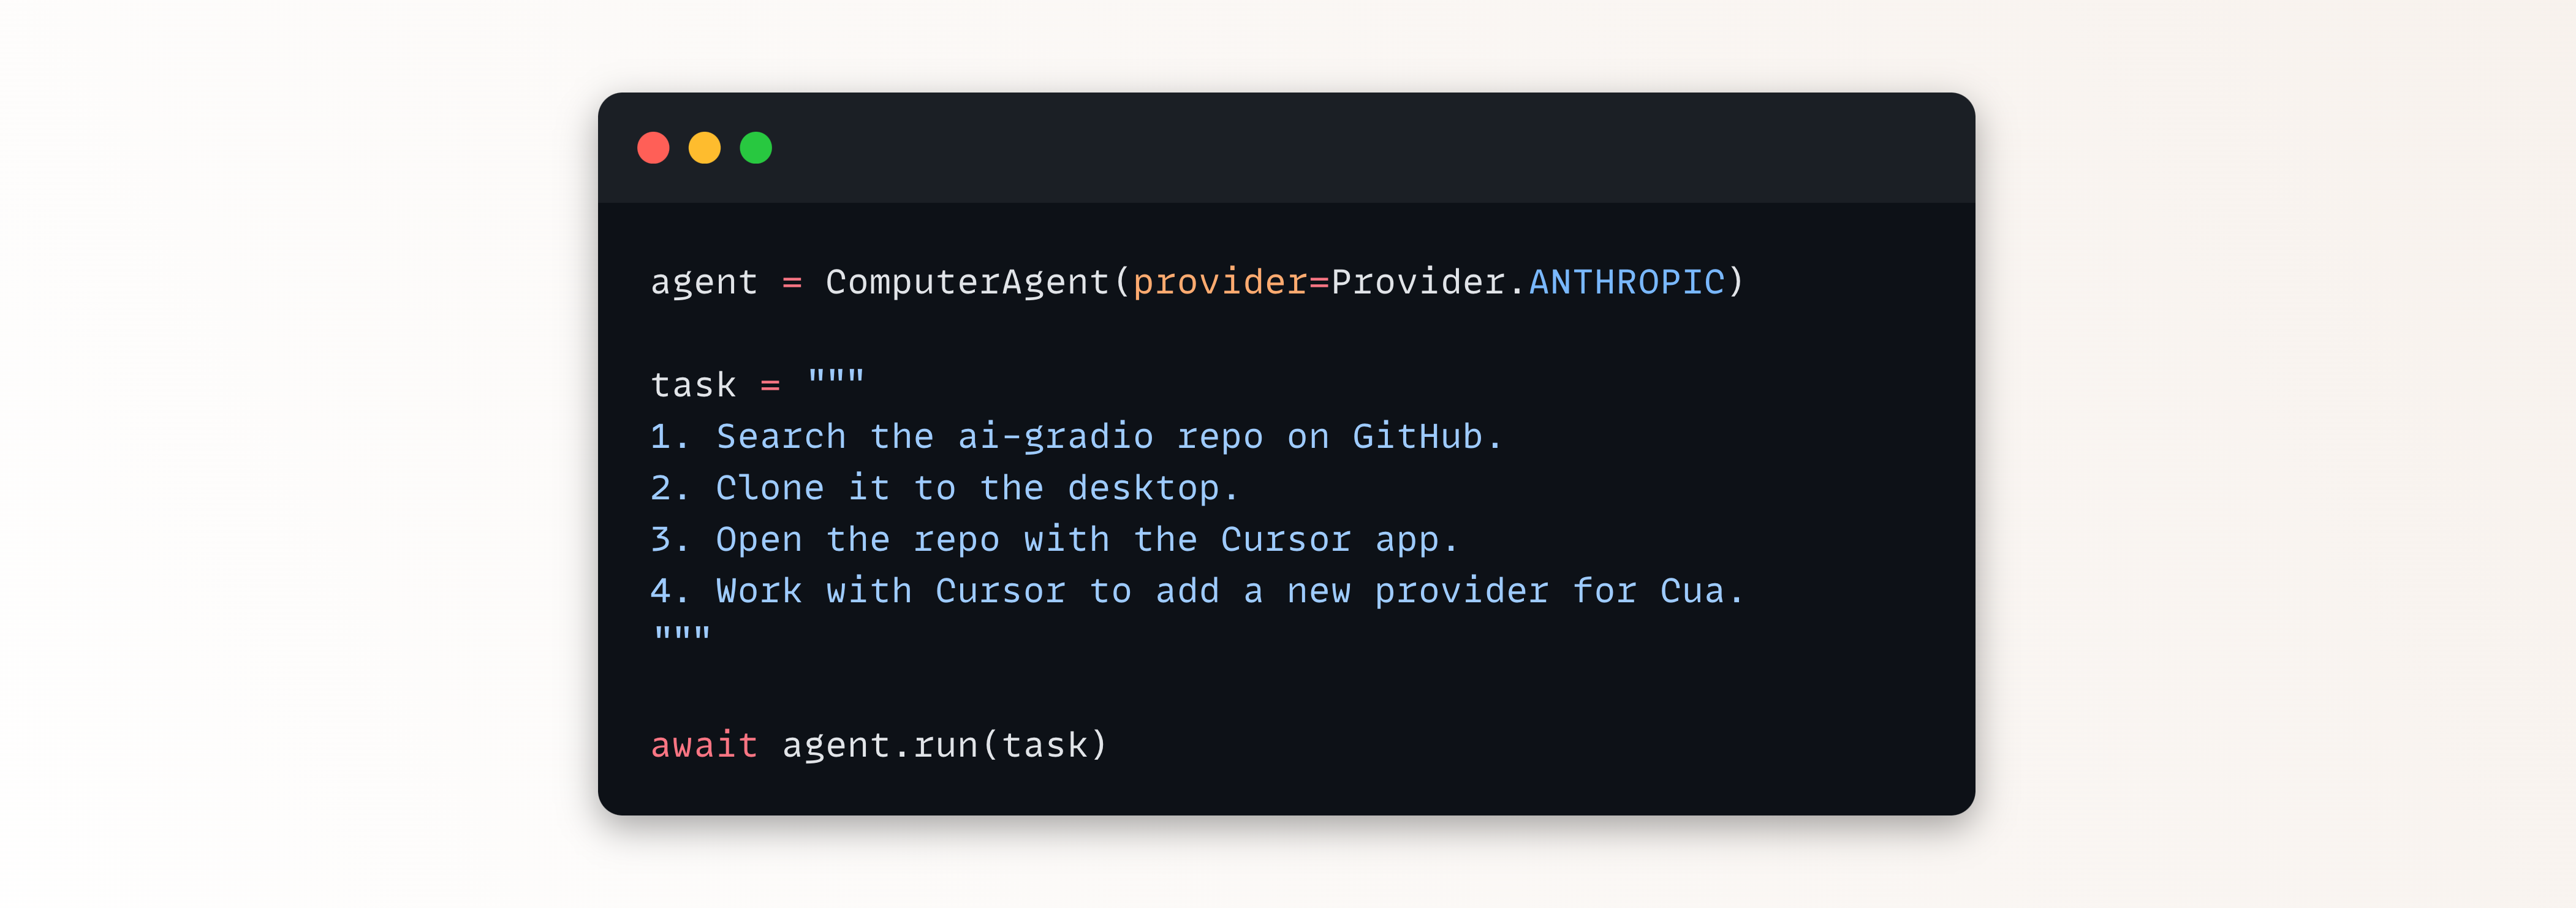 agent = ComputerAgent(provider=Provider.ANTHROPIC)
task = """
1. Search the ai-gradio repo on GitHub.
2. Clone it to the desktop.
3. Open the repo with the Cursor app.
4. Work with Cursor to add a new provider for Cua.
"""
await agent.run(task)